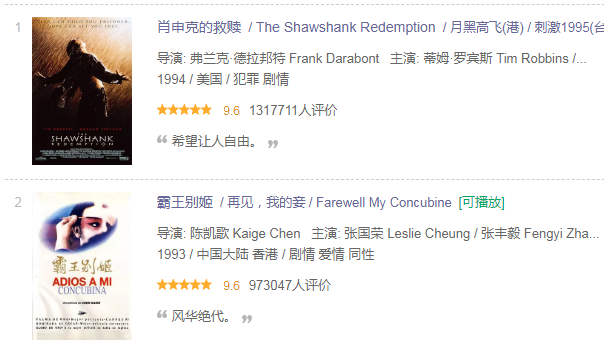 1
肖申克的救赎 / The Shawshank Redemption / 月黑高飞(港) / 刺激1995(台
导演: 弗兰克·德拉邦特 Frank Darabont 主演: 蒂姆·罗宾斯 Tim Robbins /...
1994 / 美国 / 犯罪 剧情
9.6 1317711人评价
“ 希望让人自由。 ”
THE
SHAWSHANK
REDEMPTION
2
霸王别姬 / 再见，我的妾 / Farewell My Concubine [可播放]
导演: 陈凯歌 Kaige Chen 主演: 张国荣 Leslie Cheung / 张丰毅 Fengyi Zha...
1993 / 中国大陆 香港 / 剧情 爱情 同性
9.6 973047人评价
“ 风华绝代。 ”
霸王别姬
ADIOS A MI
CONCUBINA